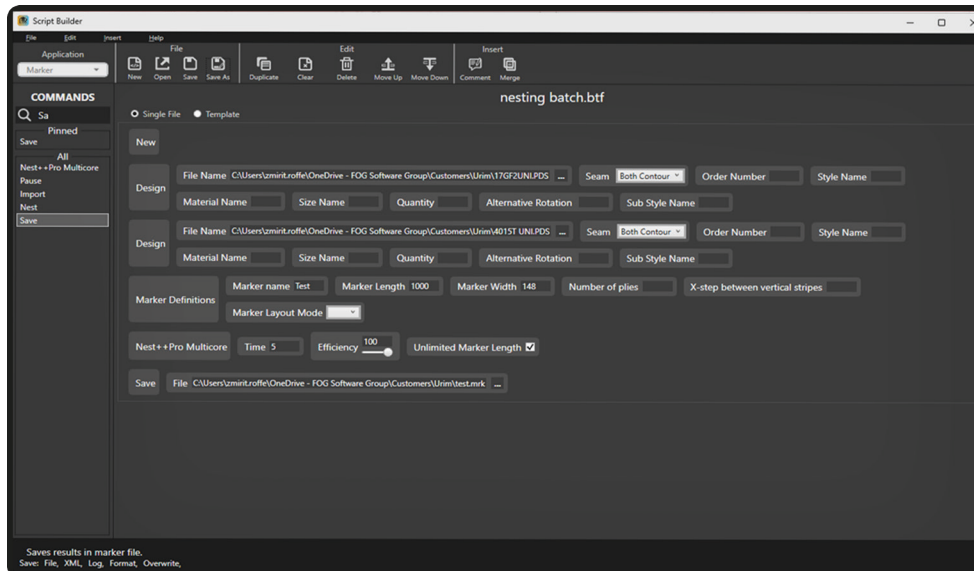 Script Builder
File Edit Insert Help
Application
Marker
File
New Open Save Save As
Edit
Duplicate Clear Delete Move Up Move Down
Insert
Comment Merge
COMMANDS
Sa
Pinned
Save
All
Nest++Pro Multicore
Pause
Import
Nest
Save
nesting batch.btf
Single File Template
New
Design
File Name C:\Users\zmirit.roffe\OneDrive - FOG Software Group\Customers\Urim\17GF2UNI.PDS ... Seam Both Contour Order Number Style Name
Material Name Size Name Quantity Alternative Rotation Sub Style Name
Design
File Name C:\Users\zmirit.roffe\OneDrive - FOG Software Group\Customers\Urim\4015T UNI.PDS ... Seam Both Contour Order Number Style Name
Material Name Size Name Quantity Alternative Rotation Sub Style Name
Marker Definitions
Marker name Test Marker Length 1000 Marker Width 148 Number of plies X-step between vertical stripes
Marker Layout Mode
Nest++Pro Multicore Time 5 Efficiency 100 Unlimited Marker Length
Save File C:\Users\zmirit.roffe\OneDrive - FOG Software Group\Customers\Urim\test.mrk ...
Saves results in marker file.
Save: File, XML, Log, Format, Overwrite,